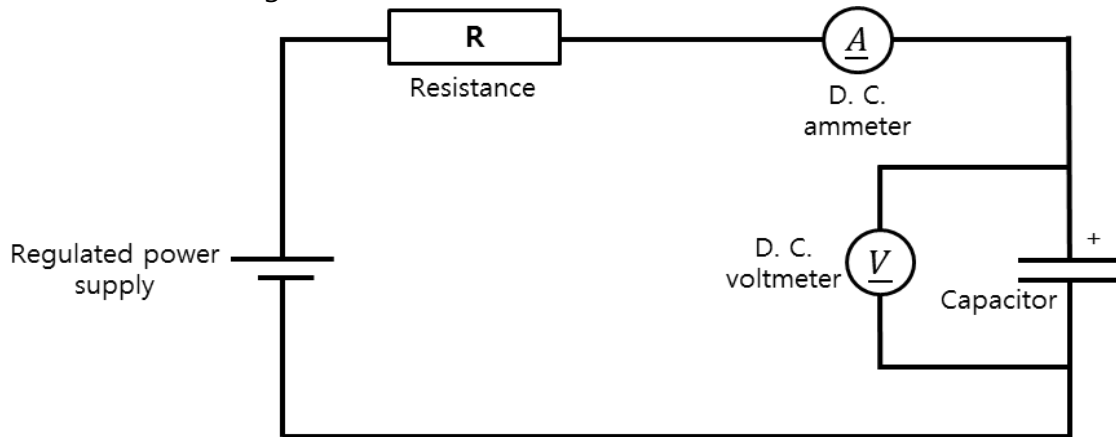 R
Resistance
A
D. C.
ammeter
Regulated power
supply
D. C.
voltmeter
V
+
Capacitor